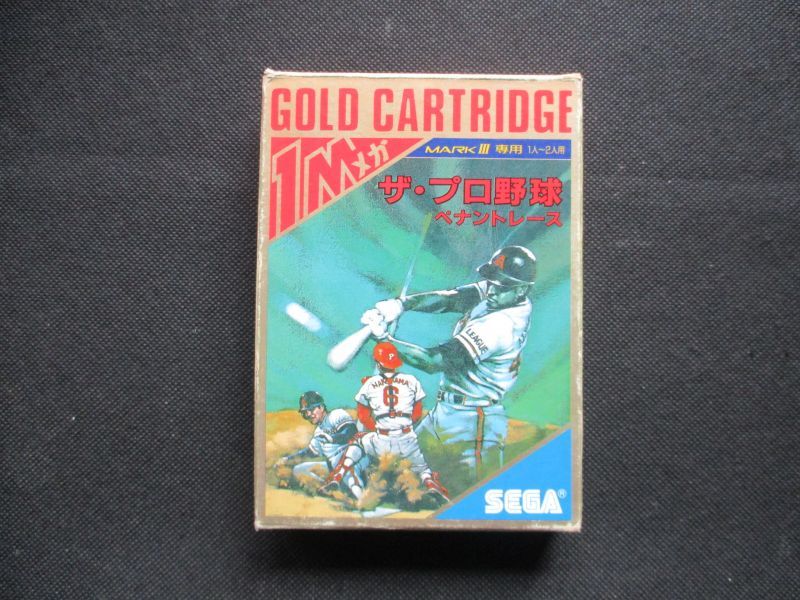 GOLD CARTRIDGE
1Mメガ
MARK III 専用 1人~2人用
ザ・プロ野球
ペナントレース
A
LEAGUE
6
SEGA®